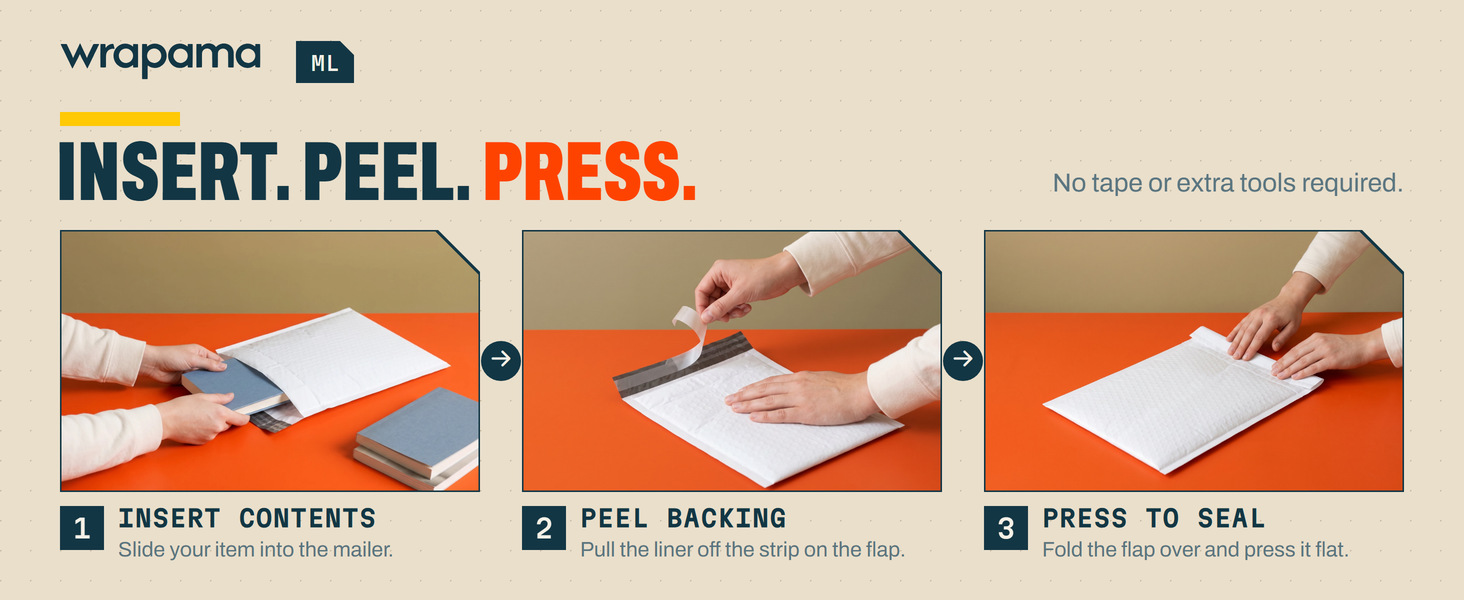 wrapama
ML
INSERT. PEEL. PRESS.
No tape or extra tools required.
1 INSERT CONTENTS
Slide your item into the mailer.
2 PEEL BACKING
Pull the liner off the strip on the flap.
3 PRESS TO SEAL
Fold the flap over and press it flat.